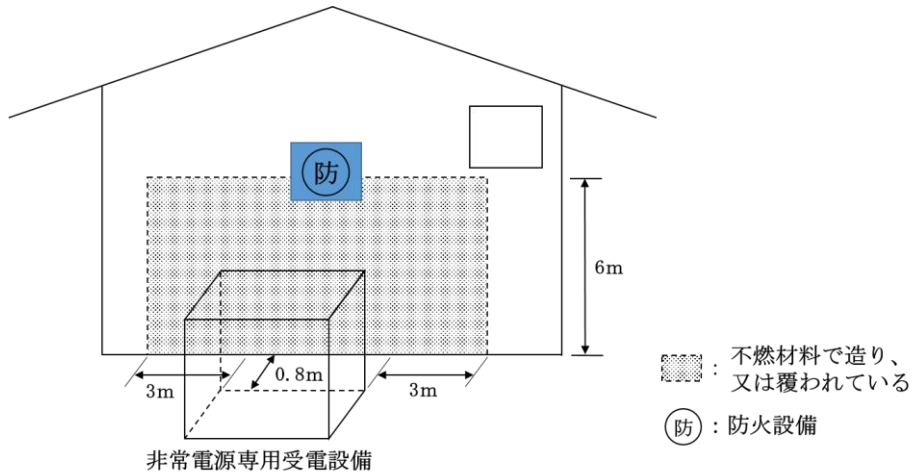 防
6m
0.8m
3m
3m
非常電源専用受電設備
：不燃材料で造り、
又は覆われている
防：防火設備